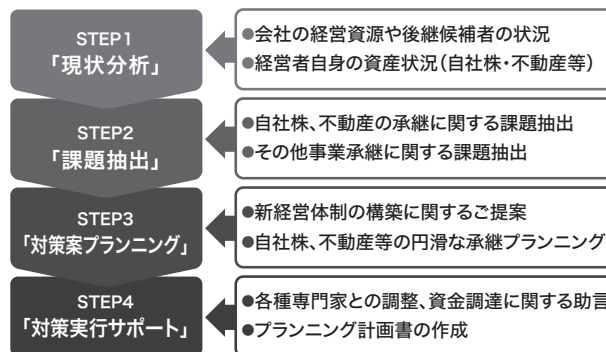 STEP1
「現状分析」
●会社の経営資源や後継候補者の状況
●経営者自身の資産状況(自社株・不動産等)
STEP2
「課題抽出」
●自社株、不動産の承継に関する課題抽出
●その他事業承継に関する課題抽出
STEP3
「対策案プランニング」
●新経営体制の構築に関するご提案
●自社株、不動産等の円滑な承継プランニング
STEP4
「対策実行サポート」
●各種専門家との調整、資金調達に関する助言
●プランニング計画書の作成